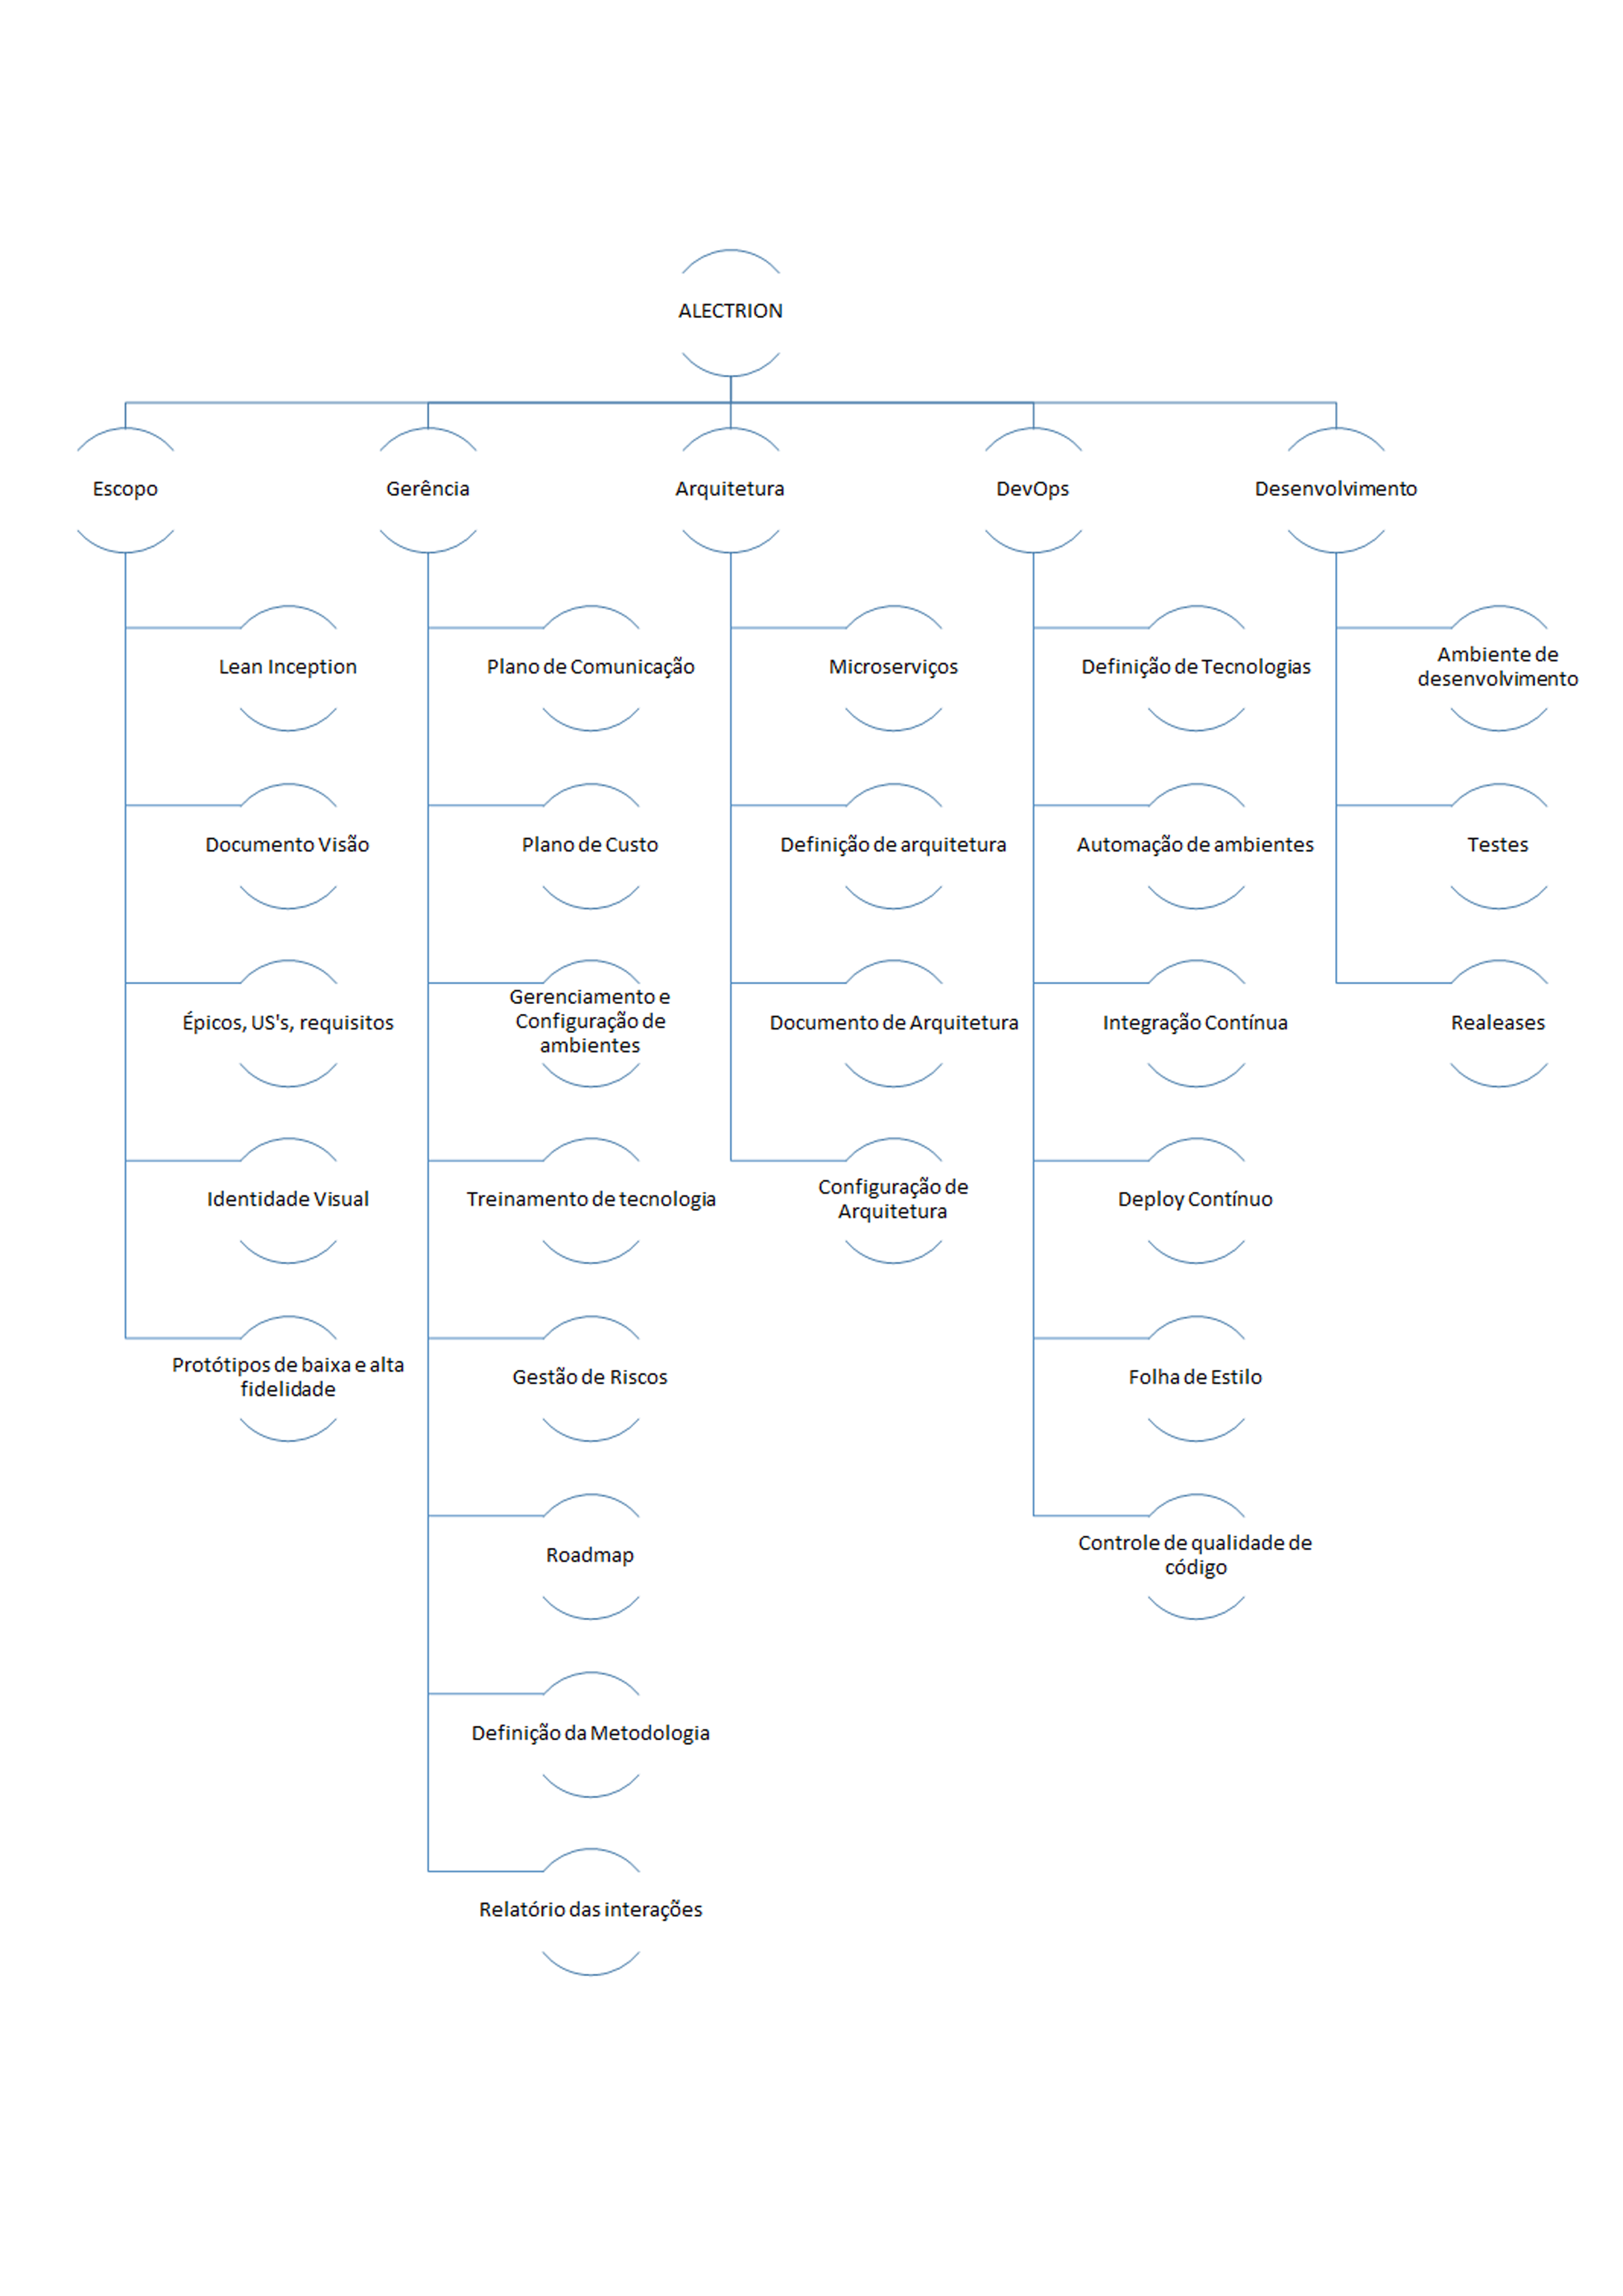 ALECTRION
Escopo
Gerência
Arquitetura
DevOps
Desenvolvimento
Lean Inception
Documento Visão
Épicos, US's, requisitos
Identidade Visual
Protótipos de baixa e alta
fidelidade
Plano de Comunicação
Plano de Custo
Gerenciamento e
Configuração de
ambientes
Treinamento de tecnologia
Gestão de Riscos
Roadmap
Definição da Metodologia
Relatório das interações
Microserviços
Definição de arquitetura
Documento de Arquitetura
Configuração de
Arquitetura
Definição de Tecnologias
Automação de ambientes
Integração Contínua
Deploy Contínuo
Folha de Estilo
Controle de qualidade de
código
Ambiente de
desenvolvimento
Testes
Realeases